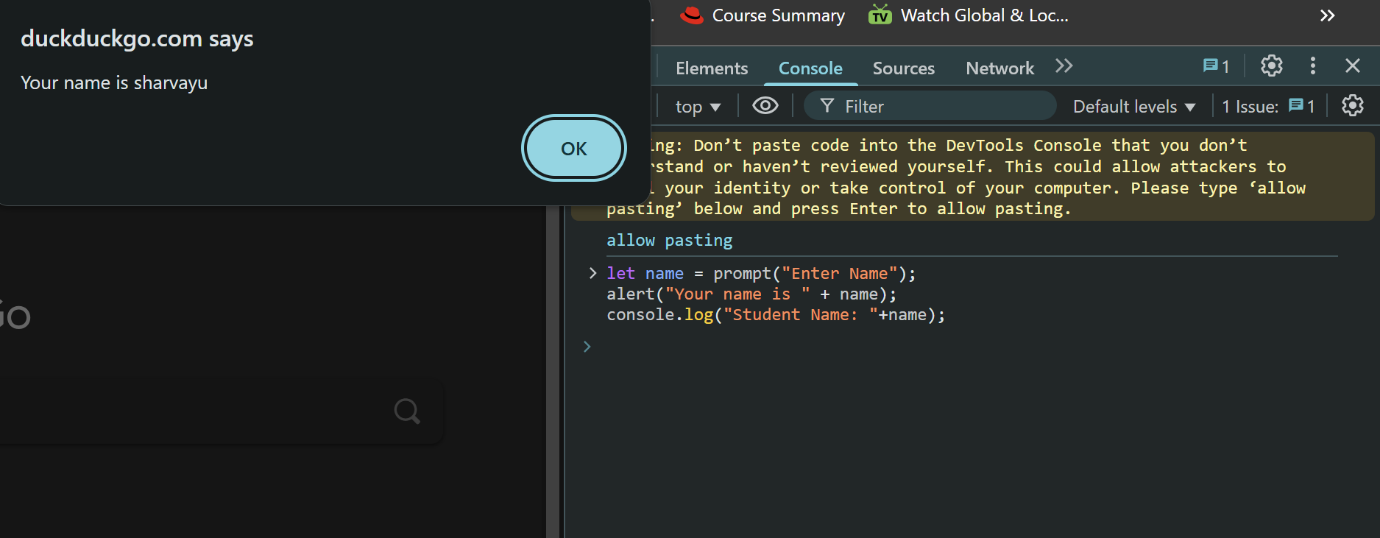 Course Summary
TV
Watch Global & Loc...
duckduckgo.com says
Your name is sharvayu
OK
Elements
Console
Sources
Network
1
top
Filter
Default levels
1 Issue:
1
ing: Don’t paste code into the DevTools Console that you don’t
rstand or haven’t reviewed yourself. This could allow attackers to
your identity or take control of your computer. Please type ‘allow
pasting’ below and press Enter to allow pasting.
allow pasting
> let name = prompt("Enter Name");
alert("Your name is " + name);
console.log("Student Name: "+name);
>
Go